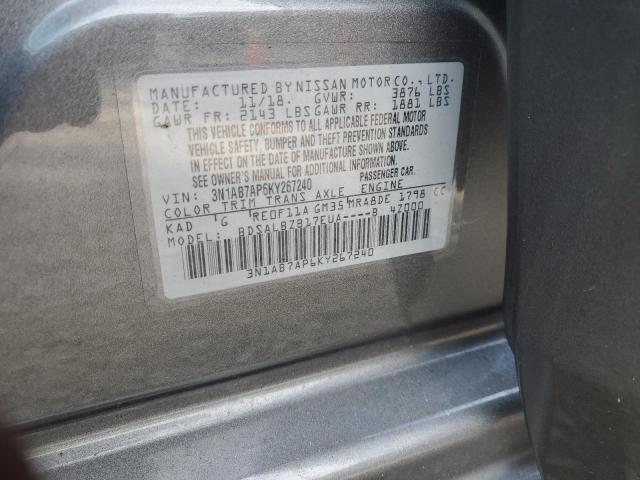 MANUFACTURED BY NISSAN MOTOR CO., LTD.
DATE: 11/18. GVWR: 3876 LBS
GAWR FR: 2143 LBS GAWR RR: 1881 LBS
THIS VEHICLE CONFORMS TO ALL APPLICABLE FEDERAL MOTOR
VEHICLE SAFETY, BUMPER AND THEFT PREVENTION STANDARDS
IN EFFECT ON THE DATE OF MANUFACTURE SHOWN ABOVE.
SEE OWNER'S MANUAL FOR ADDITIONAL INFORMATION.
VIN: 3N1AB7AP6KY267240 PASSENGER CAR.
COLOR TRIM TRANS AXLE ENGINE
KAD G RE0F11A GM35 MRA8DE 1798 CC
MODEL: BDSALBZB17EUA----B 4Z000
3N1AB7AP6KY267240